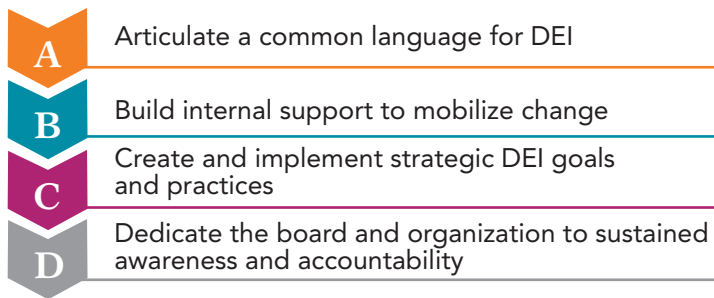 A
Articulate a common language for DEI
B
Build internal support to mobilize change
C
Create and implement strategic DEI goals
and practices
D
Dedicate the board and organization to sustained
awareness and accountability